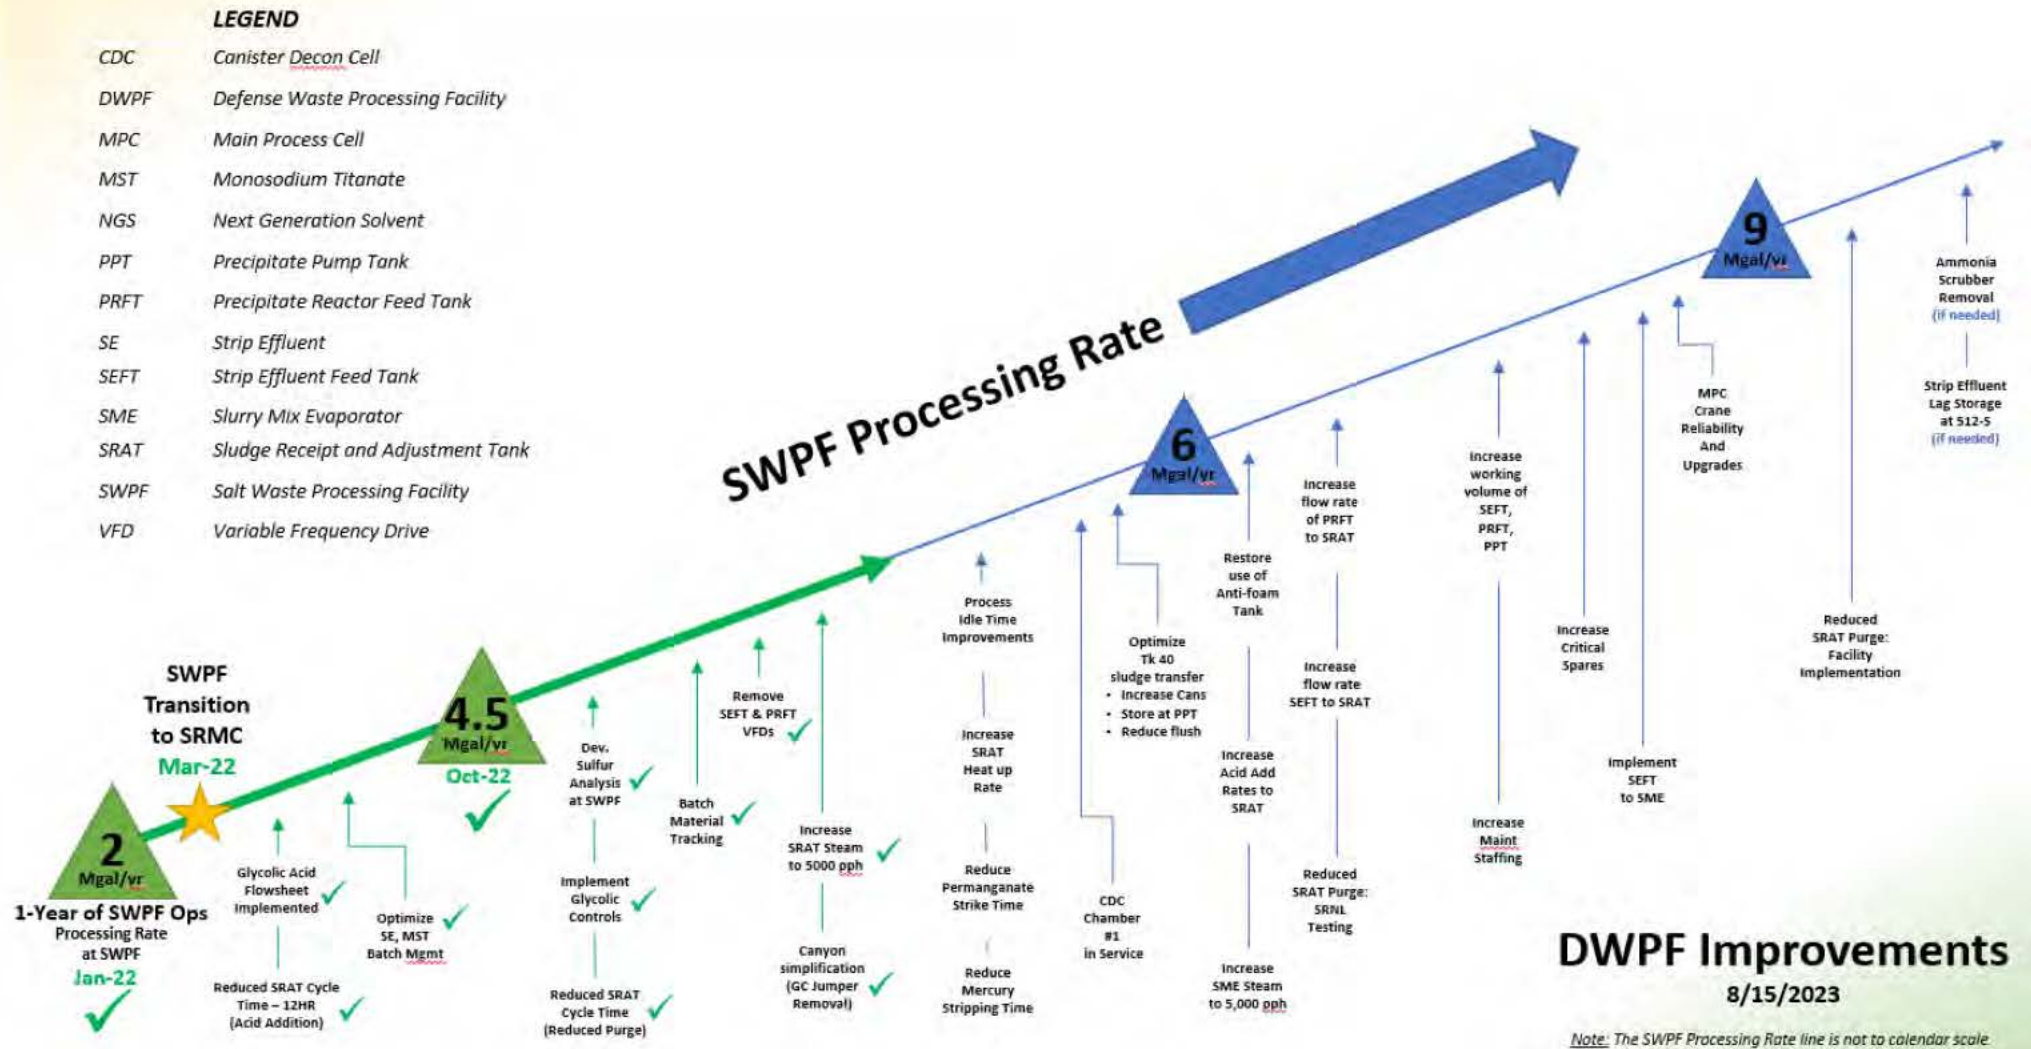 LEGEND
CDC Canister Decon Cell
DWPF Defense Waste Processing Facility
MPC Main Process Cell
MST Monosodium Titanate
NGS Next Generation Solvent
PPT Precipitate Pump Tank
PRFT Precipitate Reactor Feed Tank
SE Strip Effluent
SEFT Strip Effluent Feed Tank
SME Slurry Mix Evaporator
SRAT Sludge Receipt and Adjustment Tank
SWPF Salt Waste Processing Facility
VFD Variable Frequency Drive
SWPF Processing Rate
2
Mgal/yr
1-Year of SWPF Ops
Processing Rate
at SWPF
Jan-22
SWPF
Transition
to SRMC
Mar-22
Glycolic Acid
Flowsheet
Implemented
Reduced SRAT Cycle
Time – 12HR
(Acid Addition)
Optimize
SE, MST
Batch Mgmt
4.5
Mgal/yr
Oct-22
Dev.
Sulfur
Analysis
at SWPF
Implement
Glycolic
Controls
Reduced SRAT
Cycle Time
(Reduced Purge)
Batch
Material
Tracking
Remove
SEFT & PRFT
VFDs
Increase
SRAT Steam
to 5000 pph
Canyon
simplification
(GC Jumper
Removal)
Process
Idle Time
Improvements
Increase
SRAT
Heat up
Rate
Reduce
Permanganate
Strike Time
Reduce
Mercury
Stripping Time
CDC
Chamber
#1
in Service
Optimize
Tk 40
sludge transfer
• Increase Cans
• Store at PPT
• Reduce flush
6
Mgal/yr
Restore
use of
Anti-foam
Tank
Increase
Acid Add
Rates to
SRAT
Increase
SME Steam
to 5,000 pph
Increase
flow rate
of PRFT
to SRAT
Increase
flow rate
SEFT to SRAT
Reduced
SRAT Purge:
SRNL
Testing
Increase
working
volume of
SEFT,
PRFT,
PPT
Increase
Maint
Staffing
Increase
Critical
Spares
Implement
SEFT
to SME
MPC
Crane
Reliability
And
Upgrades
9
Mgal/yr
Reduced
SRAT Purge:
Facility
Implementation
Ammonia
Scrubber
Removal
(if needed)
Strip Effluent
Lag Storage
at 512-S
(if needed)
DWPF Improvements
8/15/2023
Note: The SWPF Processing Rate line is not to calendar scale